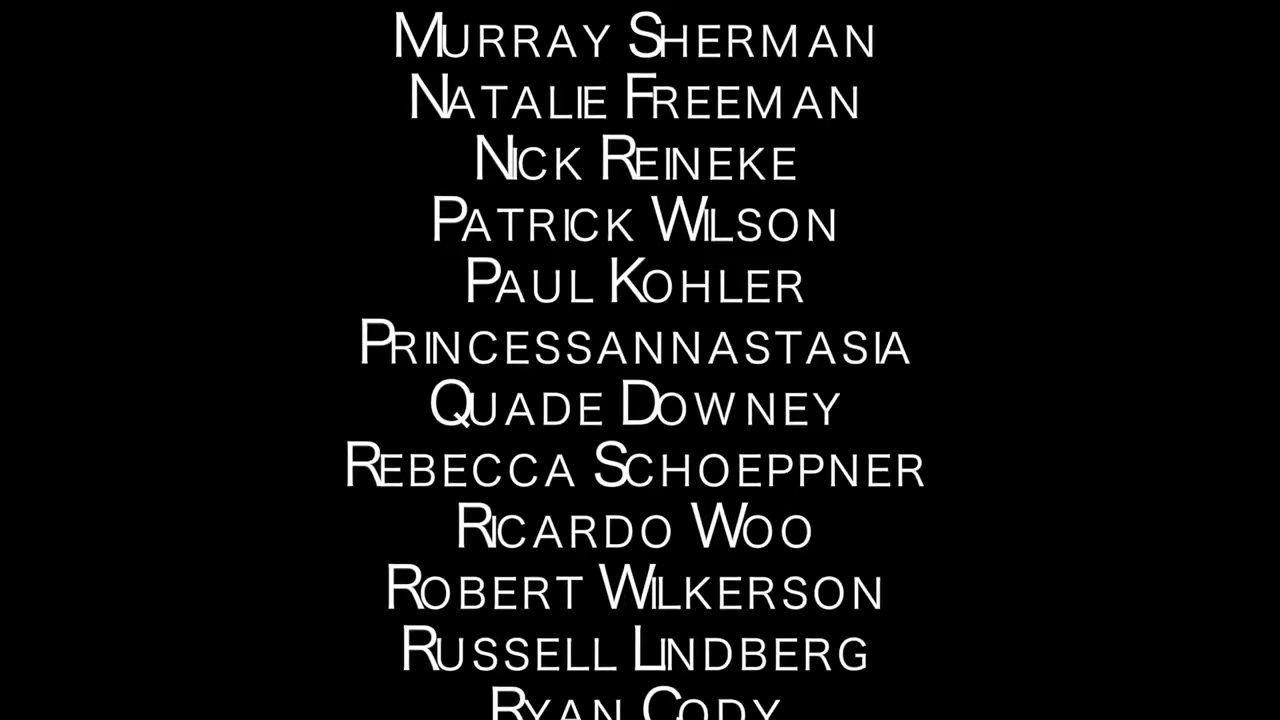 MURRAY SHERMAN
NATALIE FREEMAN
NICK REINEKE
PATRICK WILSON
PAUL KOHLER
PRINCESSANNASTASIA
QUADE DOWNEY
REBECCA SCHOEPPNER
RICARDO WOO
ROBERT WILKERSON
RUSSELL LINDBERG
RYAN CODY